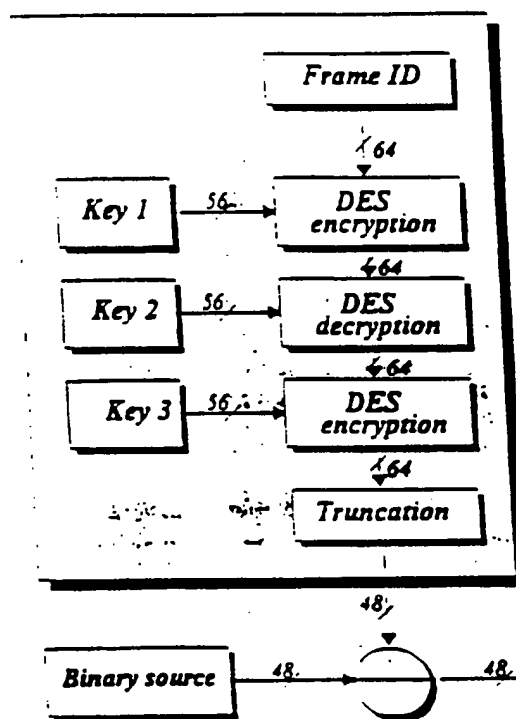 Frame ID
64
Key 1
56
DES
encryption
64
Key 2
56
DES
decryption
64
Key 3
56
DES
encryption
64
Truncation
48
Binary source
48
48